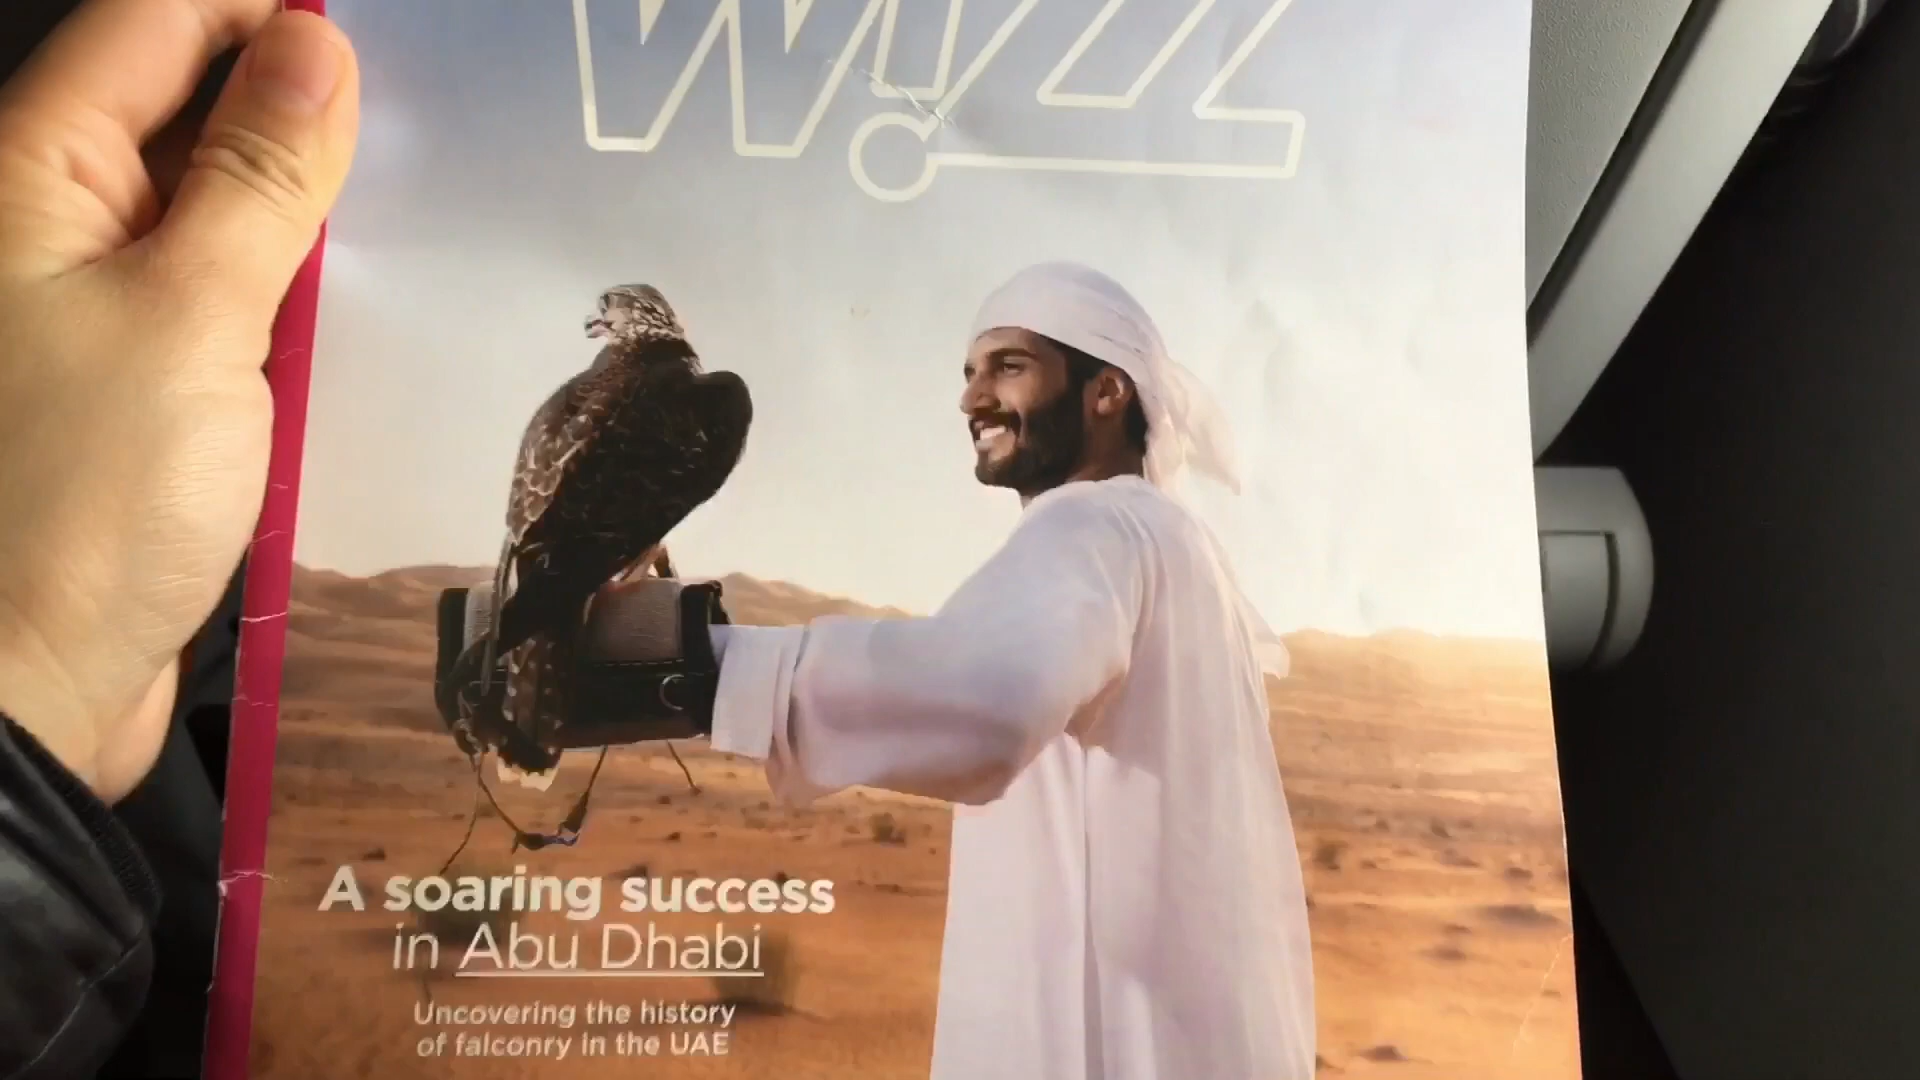 Wizz
A soaring success
in Abu Dhabi
Uncovering the history
of falconry in the UAE